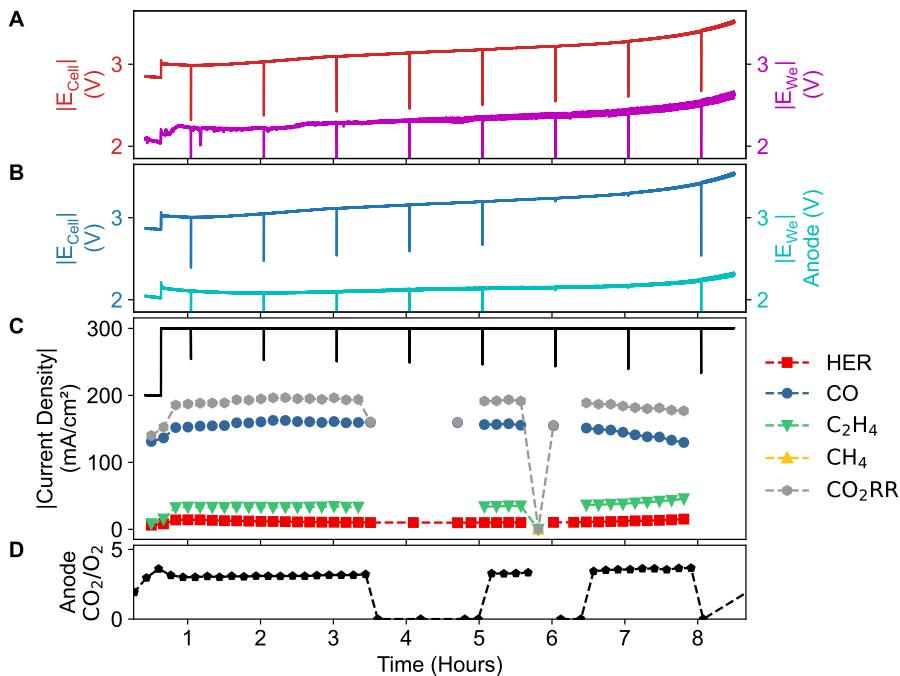 A
3
2
|E_Cell|
(V)
3
2
|E_We|
(V)
B
3
2
|E_Cell|
(V)
3
2
|E_We|
Anode (V)
C
300
200
100
0
|Current Density|
(mA/cm²)
HER
CO
C₂H₄
CH₄
CO₂RR
D
5
0
Anode
CO₂/O₂
1 2 3 4 5 6 7 8
Time (Hours)